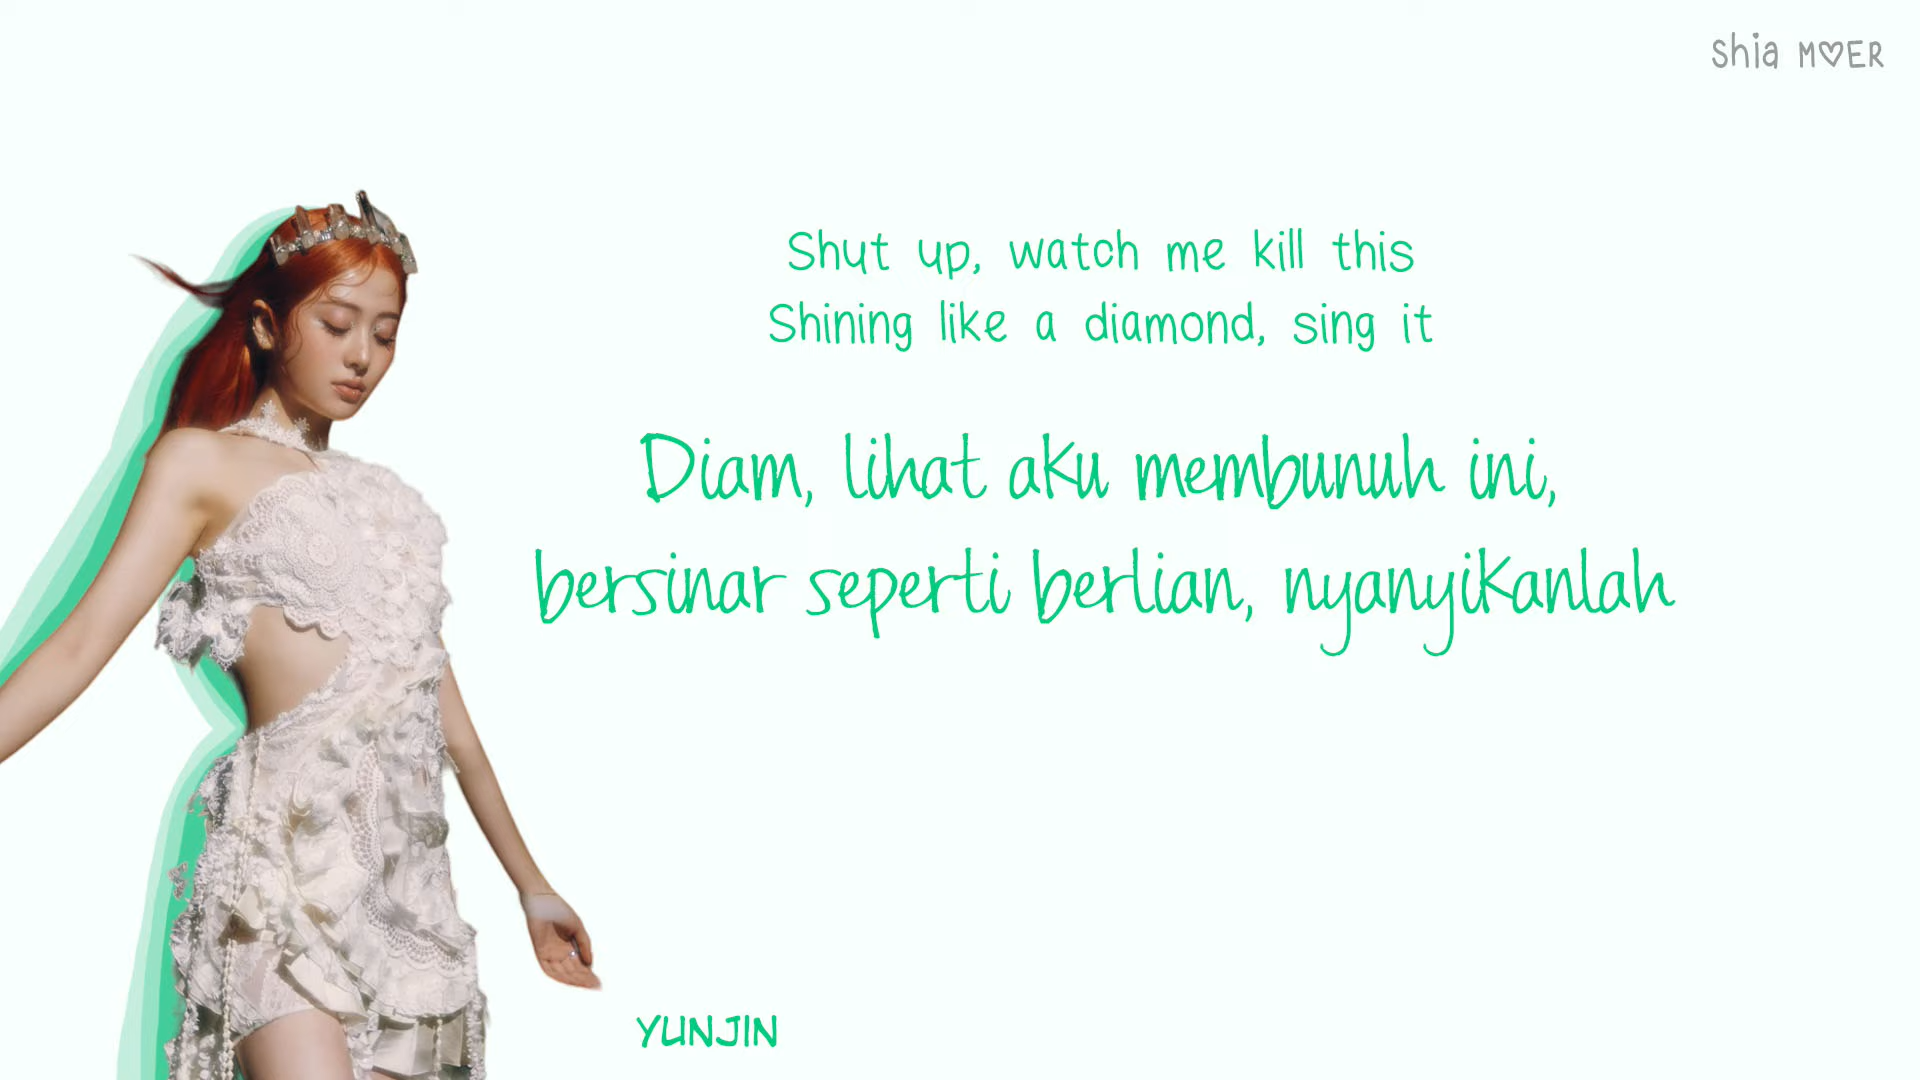 Shia M♡ER
Shut up, watch me kill this
Shining like a diamond, sing it
Diam, lihat aku membunuh ini,
bersinar seperti berlian, nyanyikanlah
YUNJIN